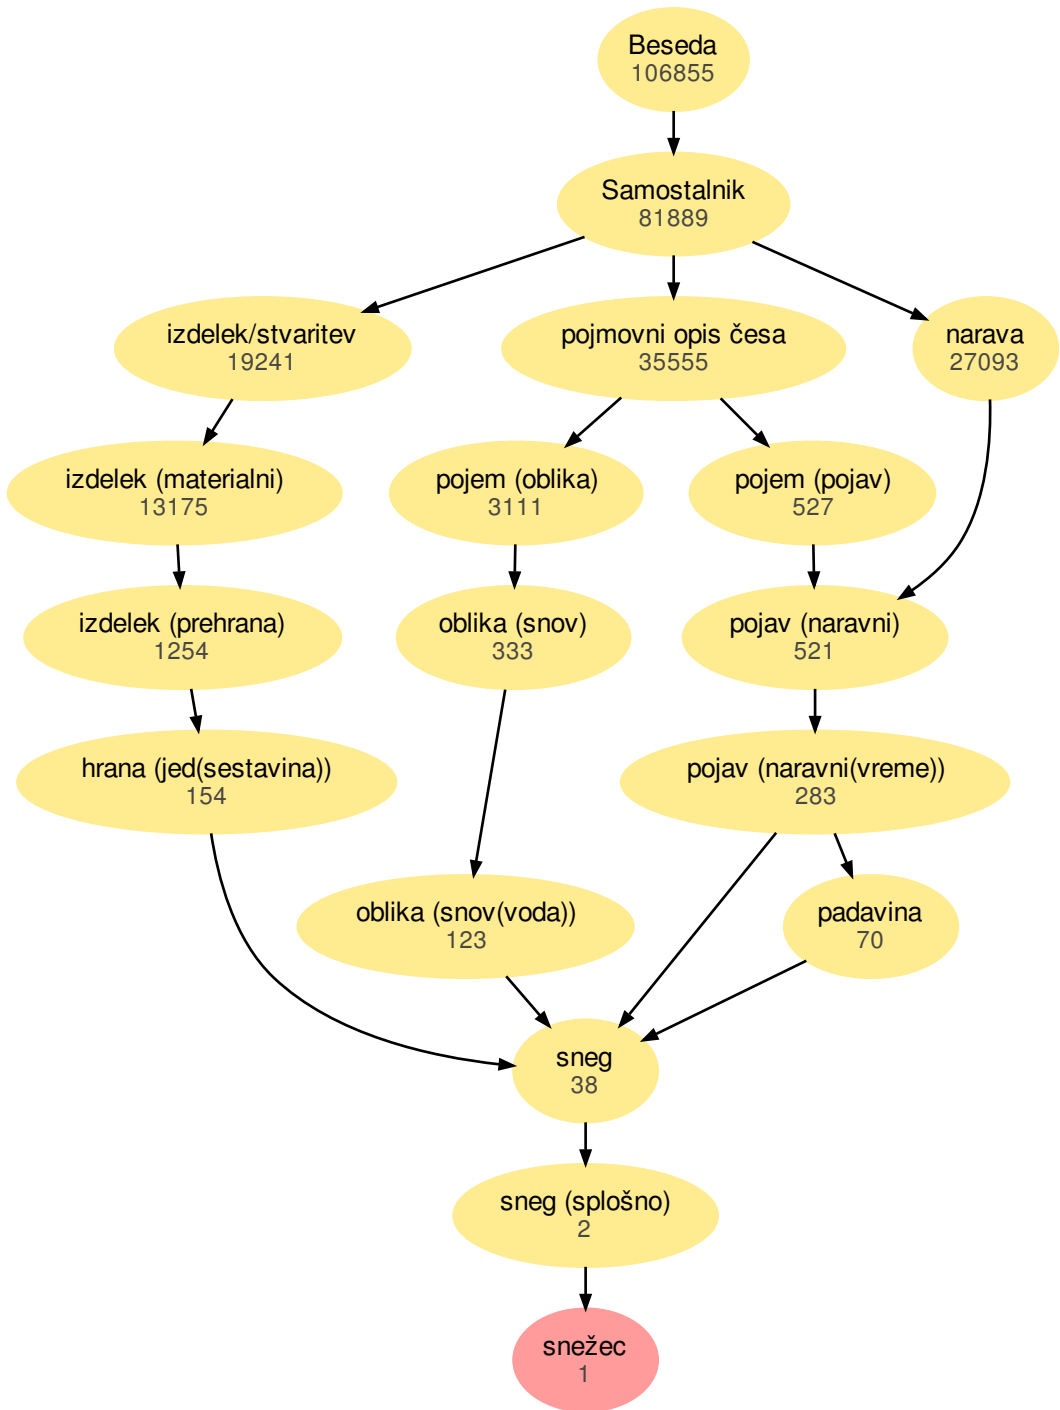 Beseda
106855
Samostalnik
81889
izdelek/stvaritev
19241
pojmovni opis česa
35555
narava
27093
izdelek (materialni)
13175
pojem (oblika)
3111
pojem (pojav)
527
izdelek (prehrana)
1254
oblika (snov)
333
pojav (naravni)
521
hrana (jed(sestavina))
154
pojav (naravni(vreme))
283
oblika (snov(voda))
123
padavina
70
sneg
38
sneg (splošno)
2
snežec
1